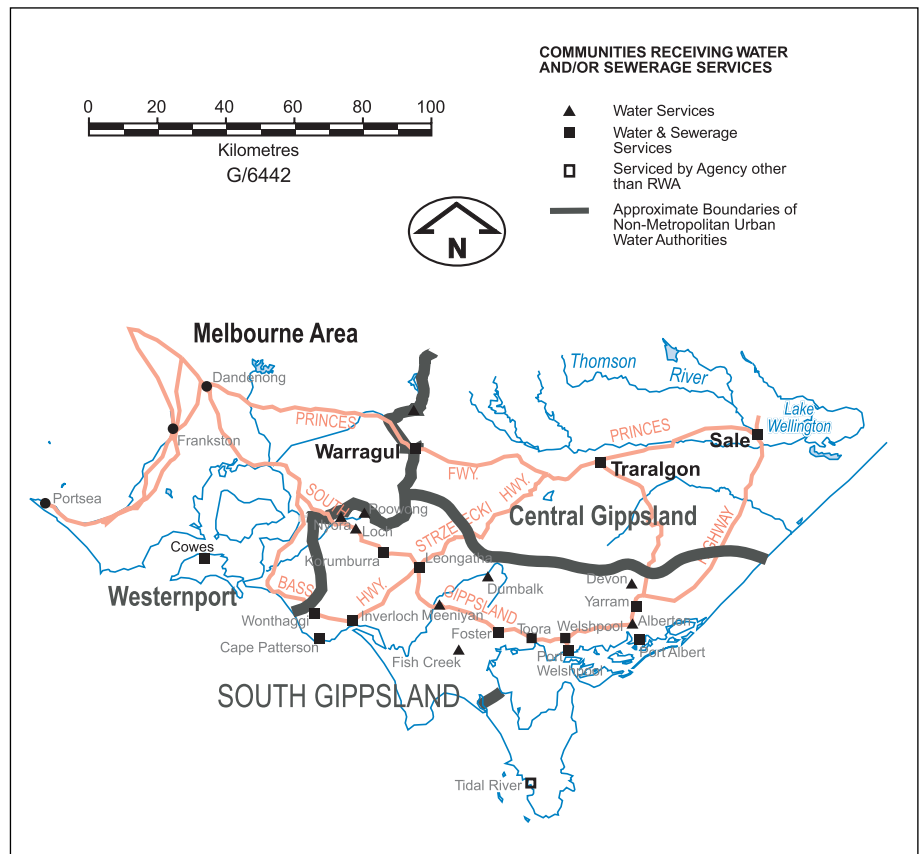 COMMUNITIES RECEIVING WATER
AND/OR SEWERAGE SERVICES
0 20 40 60 80 100
Kilometres
G/6442
Water Services
Water & Sewerage
Services
Serviced by Agency other
than RWA
Approximate Boundaries of
Non-Metropolitan Urban
Water Authorities
N
Melbourne Area
Thomson
River
Dandenong
Lake
Wellington
PRINCES
PRINCES
Frankston
Sale
Warragul
FWY.
Traralgon
HWY.
Portsea
SOUTH
Poowong
STRZELECKI
Central Gippsland
HIGHWAY
Nyora
Loch
Cowes
Korumburra
Leongatha
BASS
HWY.
Dumbalk
Devon
Westernport
GIPPSLAND
Yarram
Wonthaggi
Inverloch
Meeniyan
Foster
Toora
Welshpool
Alberton
Cape Patterson
Fish Creek
Port
Welshpool
Port Albert
SOUTH GIPPSLAND
Tidal River